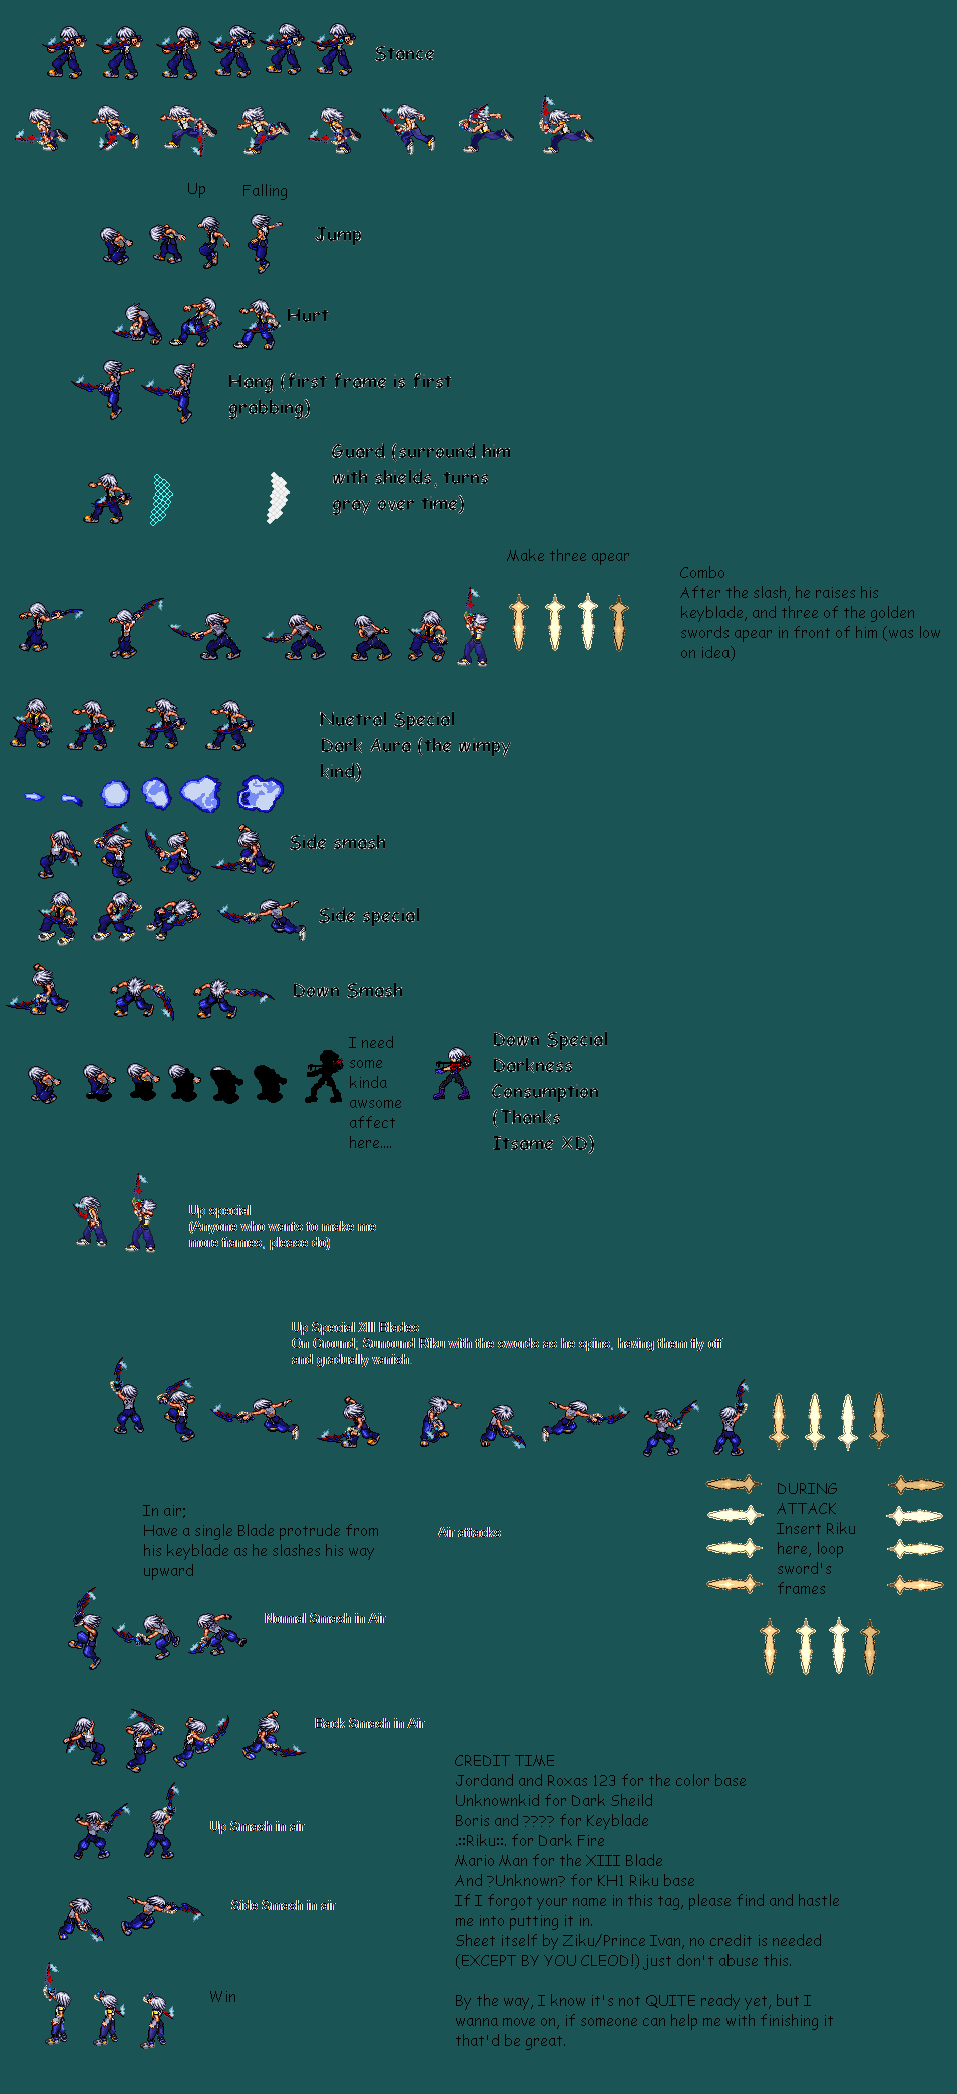 Stance
Up Falling
Jump
Hurt
Hang (first frame is first
grabbing)
Guard (surround him
with shields, turns
gray over time)
Make three apear
Combo
After the slash, he raises his
keyblade, and three of the golden
swords apear in front of him (was low
on idea)
Nuetral Special
Dark Aura (the wimpy
kind)
Side smash
Side special
Down Smash
I need
some
kinda
awsome
affect
here....
Down Special
Darkness
Consumption
(Thanks
Itsame XD)
Up special
(Anyone who wants to make me
more frames, please do)
Up Special XIII Blades
On Ground, Surround Riku with the swords as he spins, having them fly off
and gradually vanish.
In air;
Have a single Blade protrude from
his keyblade as he slashes his way
upward
Air attacks
DURING
ATTACK
Insert Riku
here, loop
sword's
frames
Normal Smash in Air
Back Smash in Air
Up Smash in air
Side Smash in air
Win
CREDIT TIME
Jordand and Roxas 123 for the color base
Unknownkid for Dark Sheild
Boris and ???? for Keyblade
.::Riku::. for Dark Fire
Mario Man for the XIII Blade
And ?Unknown? for KH1 Riku base
If I forgot your name in this tag, please find and hastle
me into putting it in.
Sheet itself by Ziku/Prince Ivan, no credit is needed
(EXCEPT BY YOU CLEOD!) just don't abuse this.
By the way, I know it's not QUITE ready yet, but I
wanna move on, if someone can help me with finishing it
that'd be great.